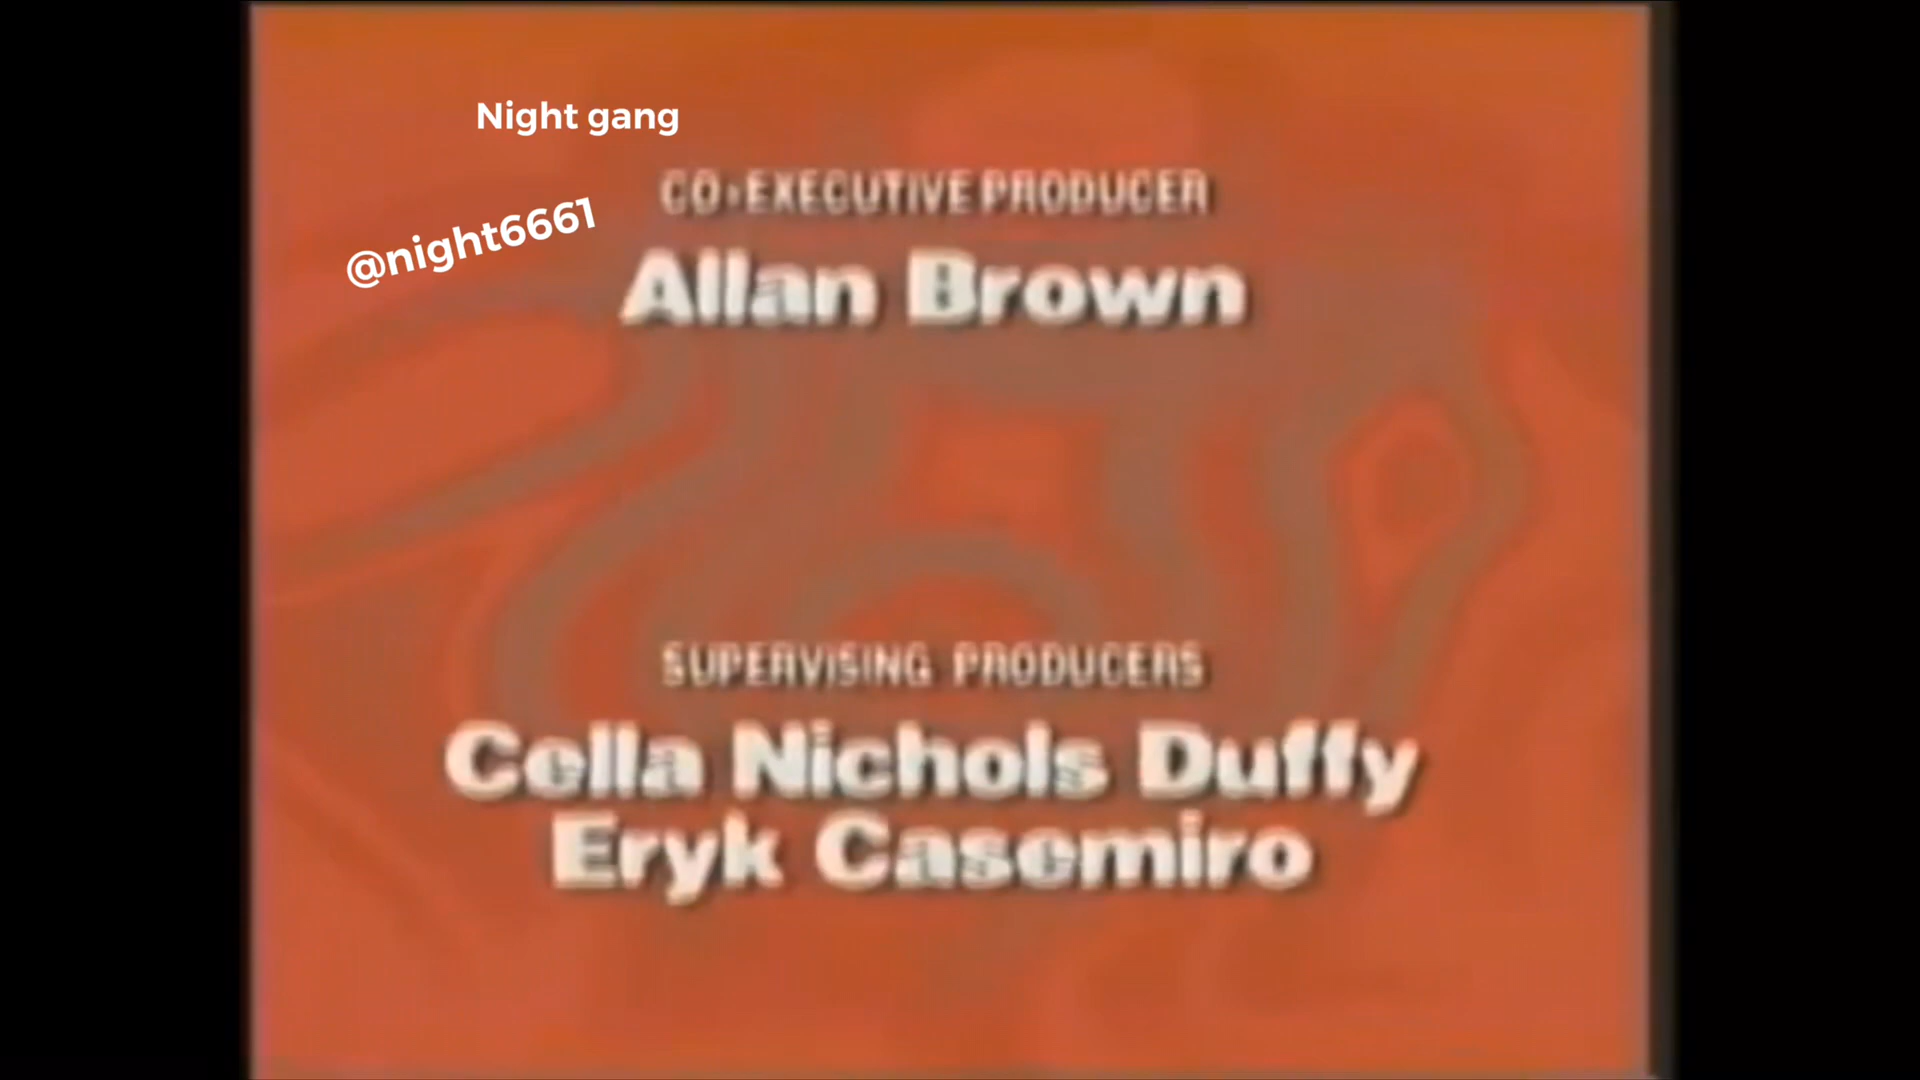 Night gang
@night6661
CO-EXECUTIVE PRODUCER
Allan Brown
SUPERVISING PRODUCERS
Cella Nichols Duffy
Eryk Casemiro